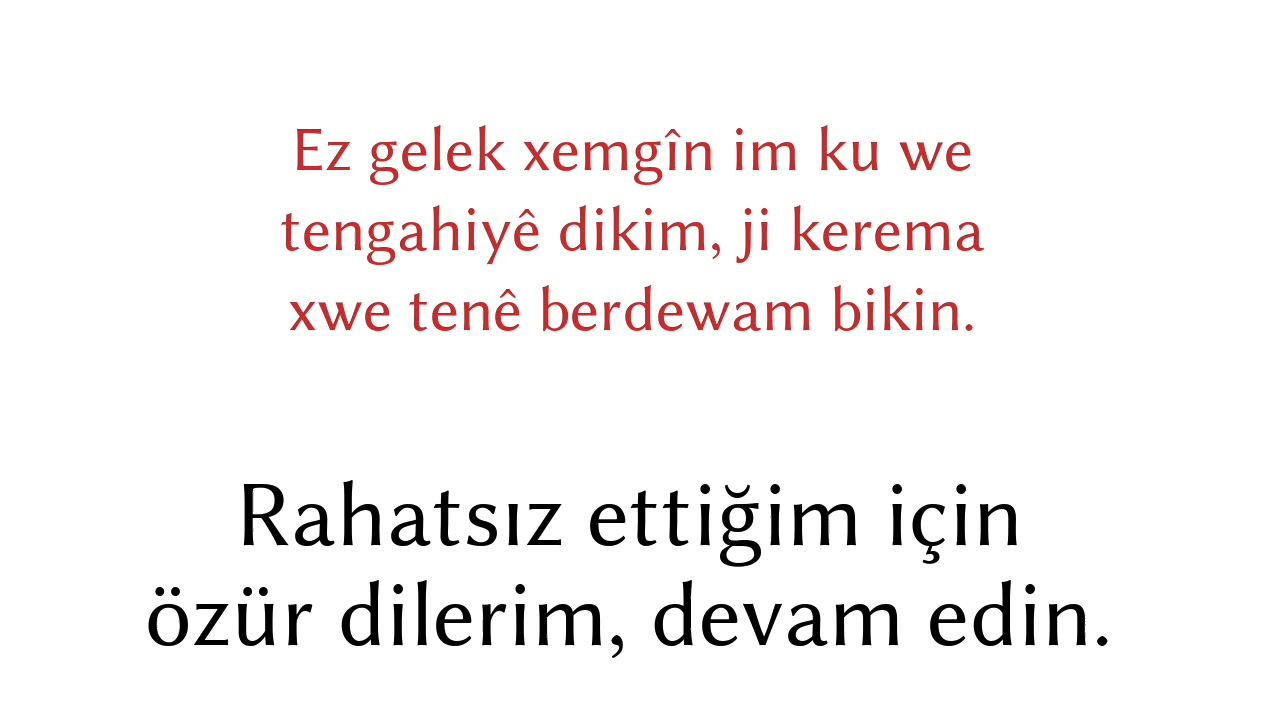 Ez gelek xemgîn im ku we
tengahiyê dikim, ji kerema
xwe tenê berdewam bikin.
Rahatsız ettiğim için
özür dilerim, devam edin.